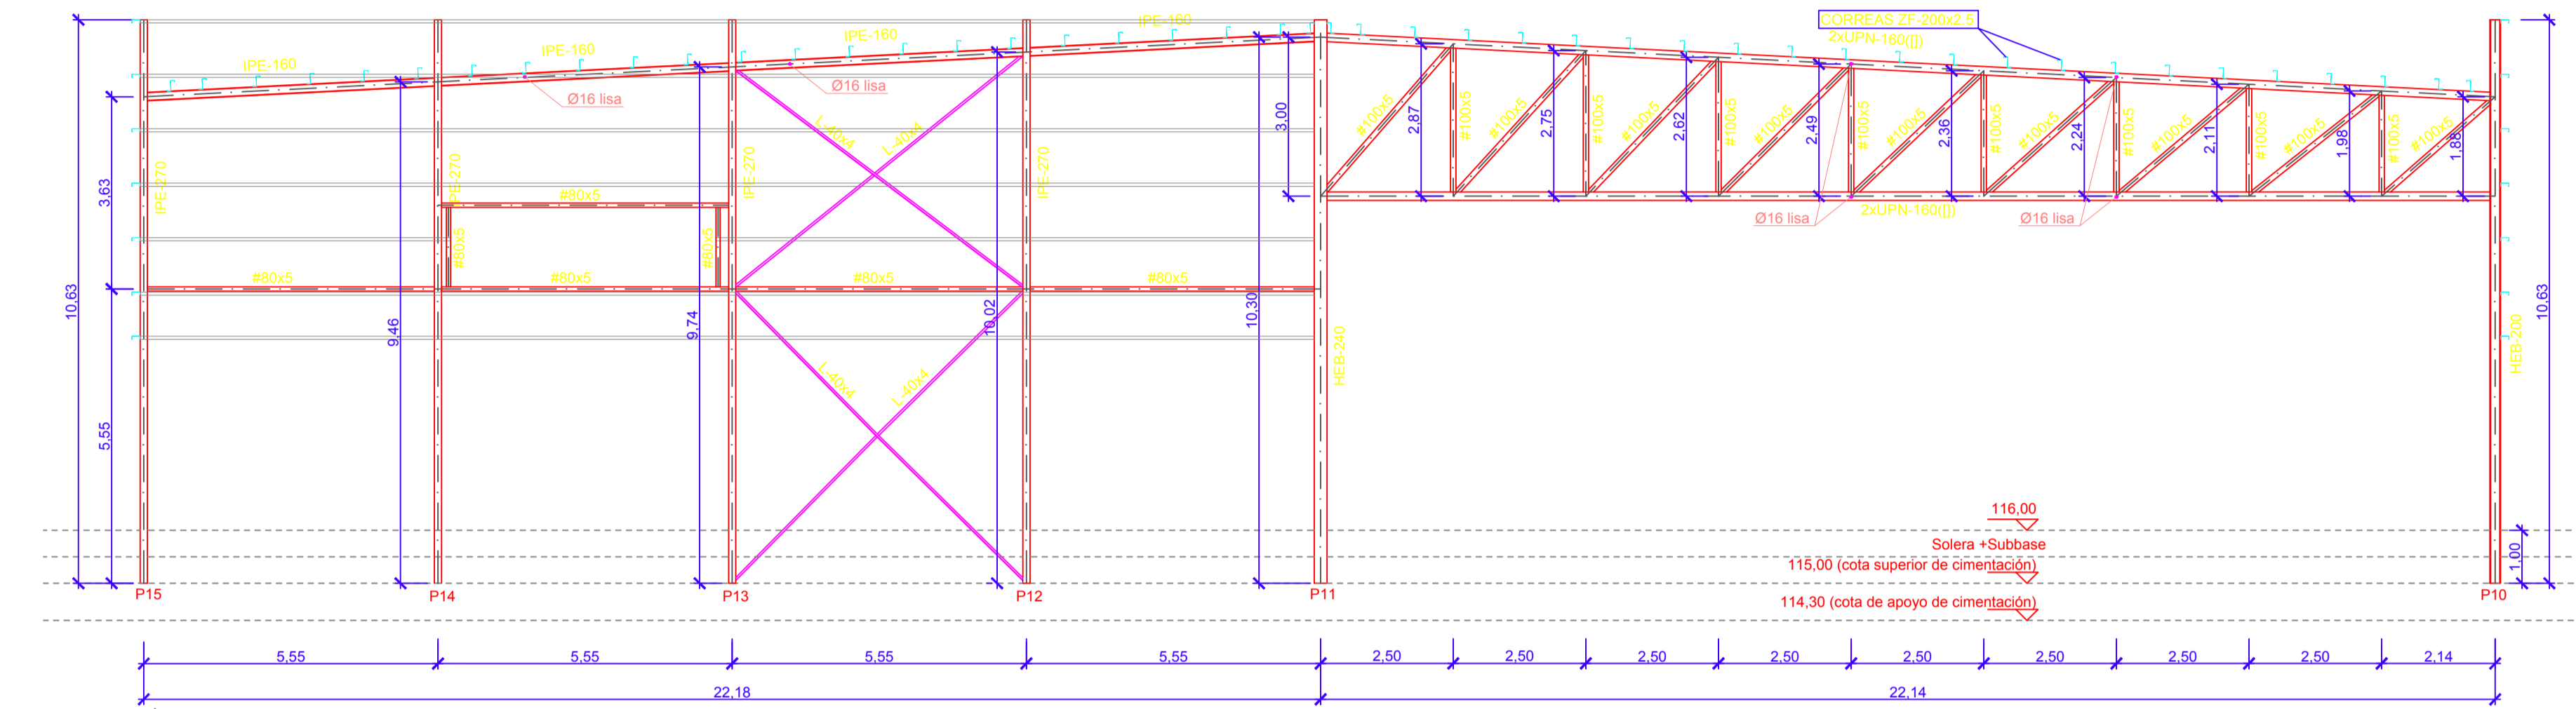 IPE-160
IPE-160
IPE-160
IPE-160
CORREAS ZF-200x2.5
2xUPN-160([])
Ø16 lisa
Ø16 lisa
L-40x4
L-40x4
3,00
#100x5
2,87
#100x5
#100x5
2,75
#100x5
#100x5
2,62
#100x5
#100x5
2,49
#100x5
#100x5
2,36
#100x5
#100x5
2,24
#100x5
#100x5
2,11
#100x5
#100x5
1,98
#100x5
#100x5
1,88
3,63
IPE-270
IPE-270
IPE-270
IPE-270
#80x5
2xUPN-160([])
Ø16 lisa
Ø16 lisa
#80x5
#80x5
#80x5
#80x5
#80x5
#80x5
10,63
9,46
9,74
10,02
10,30
10,63
HEB-240
HEB-200
L-40x4
L-40x4
5,55
116,00
Solera +Subbase
115,00 (cota superior de cimentación)
114,30 (cota de apoyo de cimentación)
1,00
P15
P14
P13
P12
P11
P10
5,55
5,55
5,55
5,55
2,50
2,50
2,50
2,50
2,50
2,50
2,50
2,50
2,14
22,18
22,14